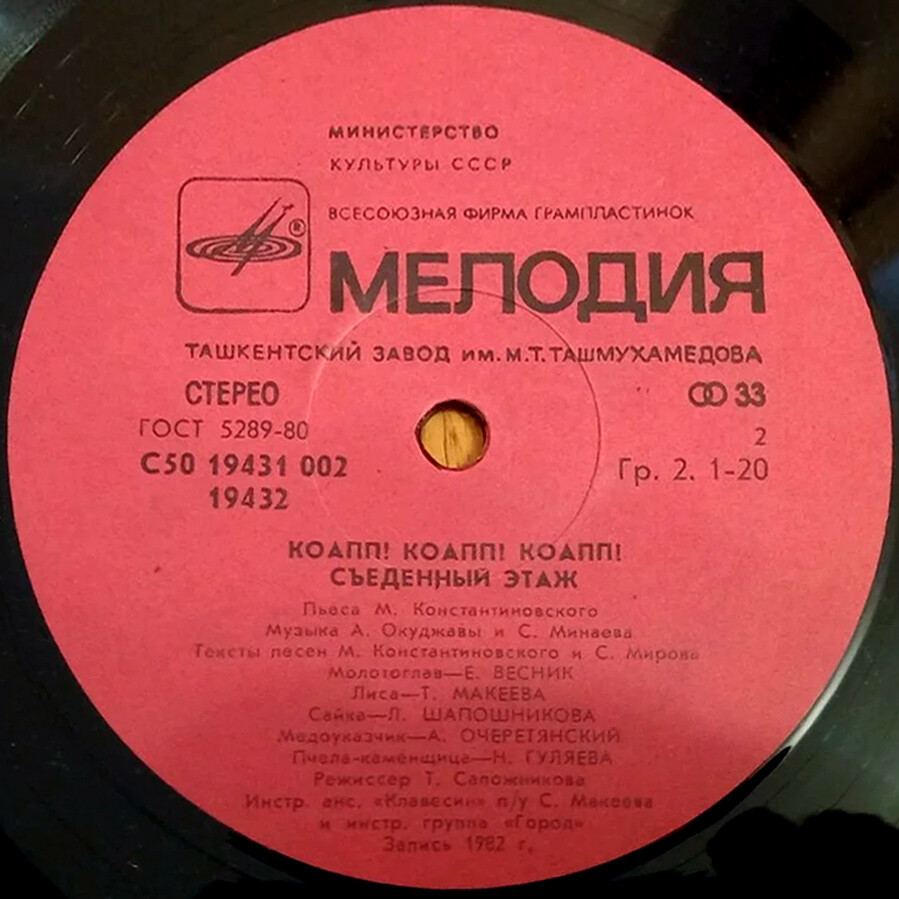 МИНИСТЕРСТВО
КУЛЬТУРЫ СССР
ВСЕСОЮЗНАЯ ФИРМА ГРАМПЛАСТИНОК
®
МЕЛОДИЯ
ТАШКЕНТСКИЙ ЗАВОД им. М.Т. ТАШМУХАМЕДОВА
СТЕРЕО 33
ГОСТ 5289-80 2
С50 19431 002 Гр. 2. 1-20
19432
КОАПП! КОАПП! КОАПП!
СЪЕДЕННЫЙ ЭТАЖ
Пьеса М. Константиновского
Музыка А. Окуджавы и С. Минаева
Тексты песен М. Константиновского и С. Мирова
Молотоглав—Е. ВЕСНИК
Лиса—Т. МАКЕЕВА
Сайка—Л. ШАПОШНИКОВА
Медоуказчик—А. ОЧЕРЕТЯНСКИЙ
Пчела-каменщица—Н. ГУЛЯЕВА
Режиссер Т. Сапожникова
Инстр. анс. «Клавесин» п/у С. Макеева
и инстр. группа «Город»
Запись 1982 г.